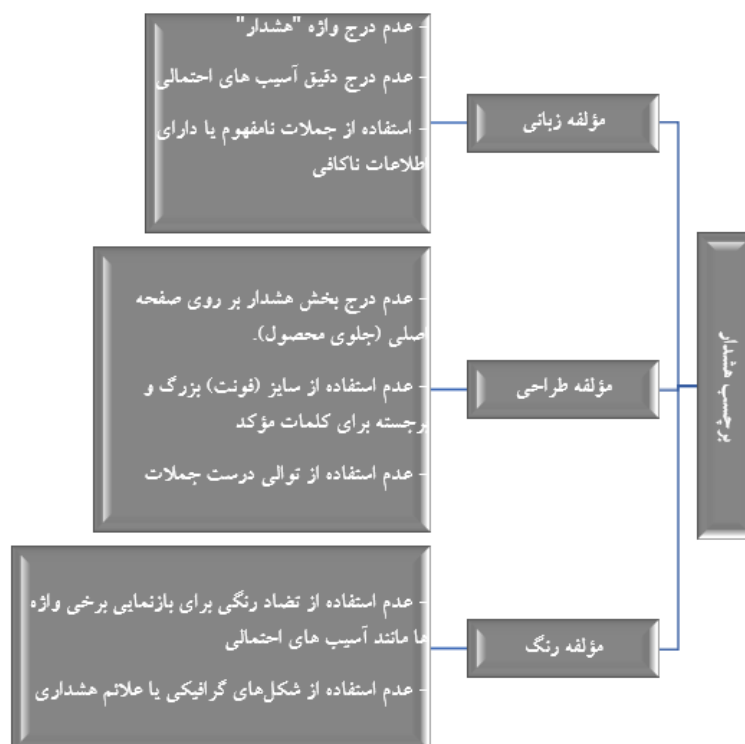 برچسب هشدار
مؤلفه زبانی
- عدم درج واژه "هشدار"
- عدم درج دقیق آسیب های احتمالی
- استفاده از جملات نامفهوم یا دارای
اطلاعات ناکافی
مؤلفه طراحی
- عدم درج بخش هشدار بر روی صفحه
اصلی (جلوی محصول).
- عدم استفاده از سایز (فونت) بزرگ و
برجسته برای کلمات مؤکد
- عدم استفاده از توالی درست جملات
مؤلفه رنگ
- عدم استفاده از تضاد رنگی برای بازنمایی برخی واژه
ها مانند آسیب های احتمالی
- عدم استفاده از شکل‌های گرافیکی یا علائم هشداری